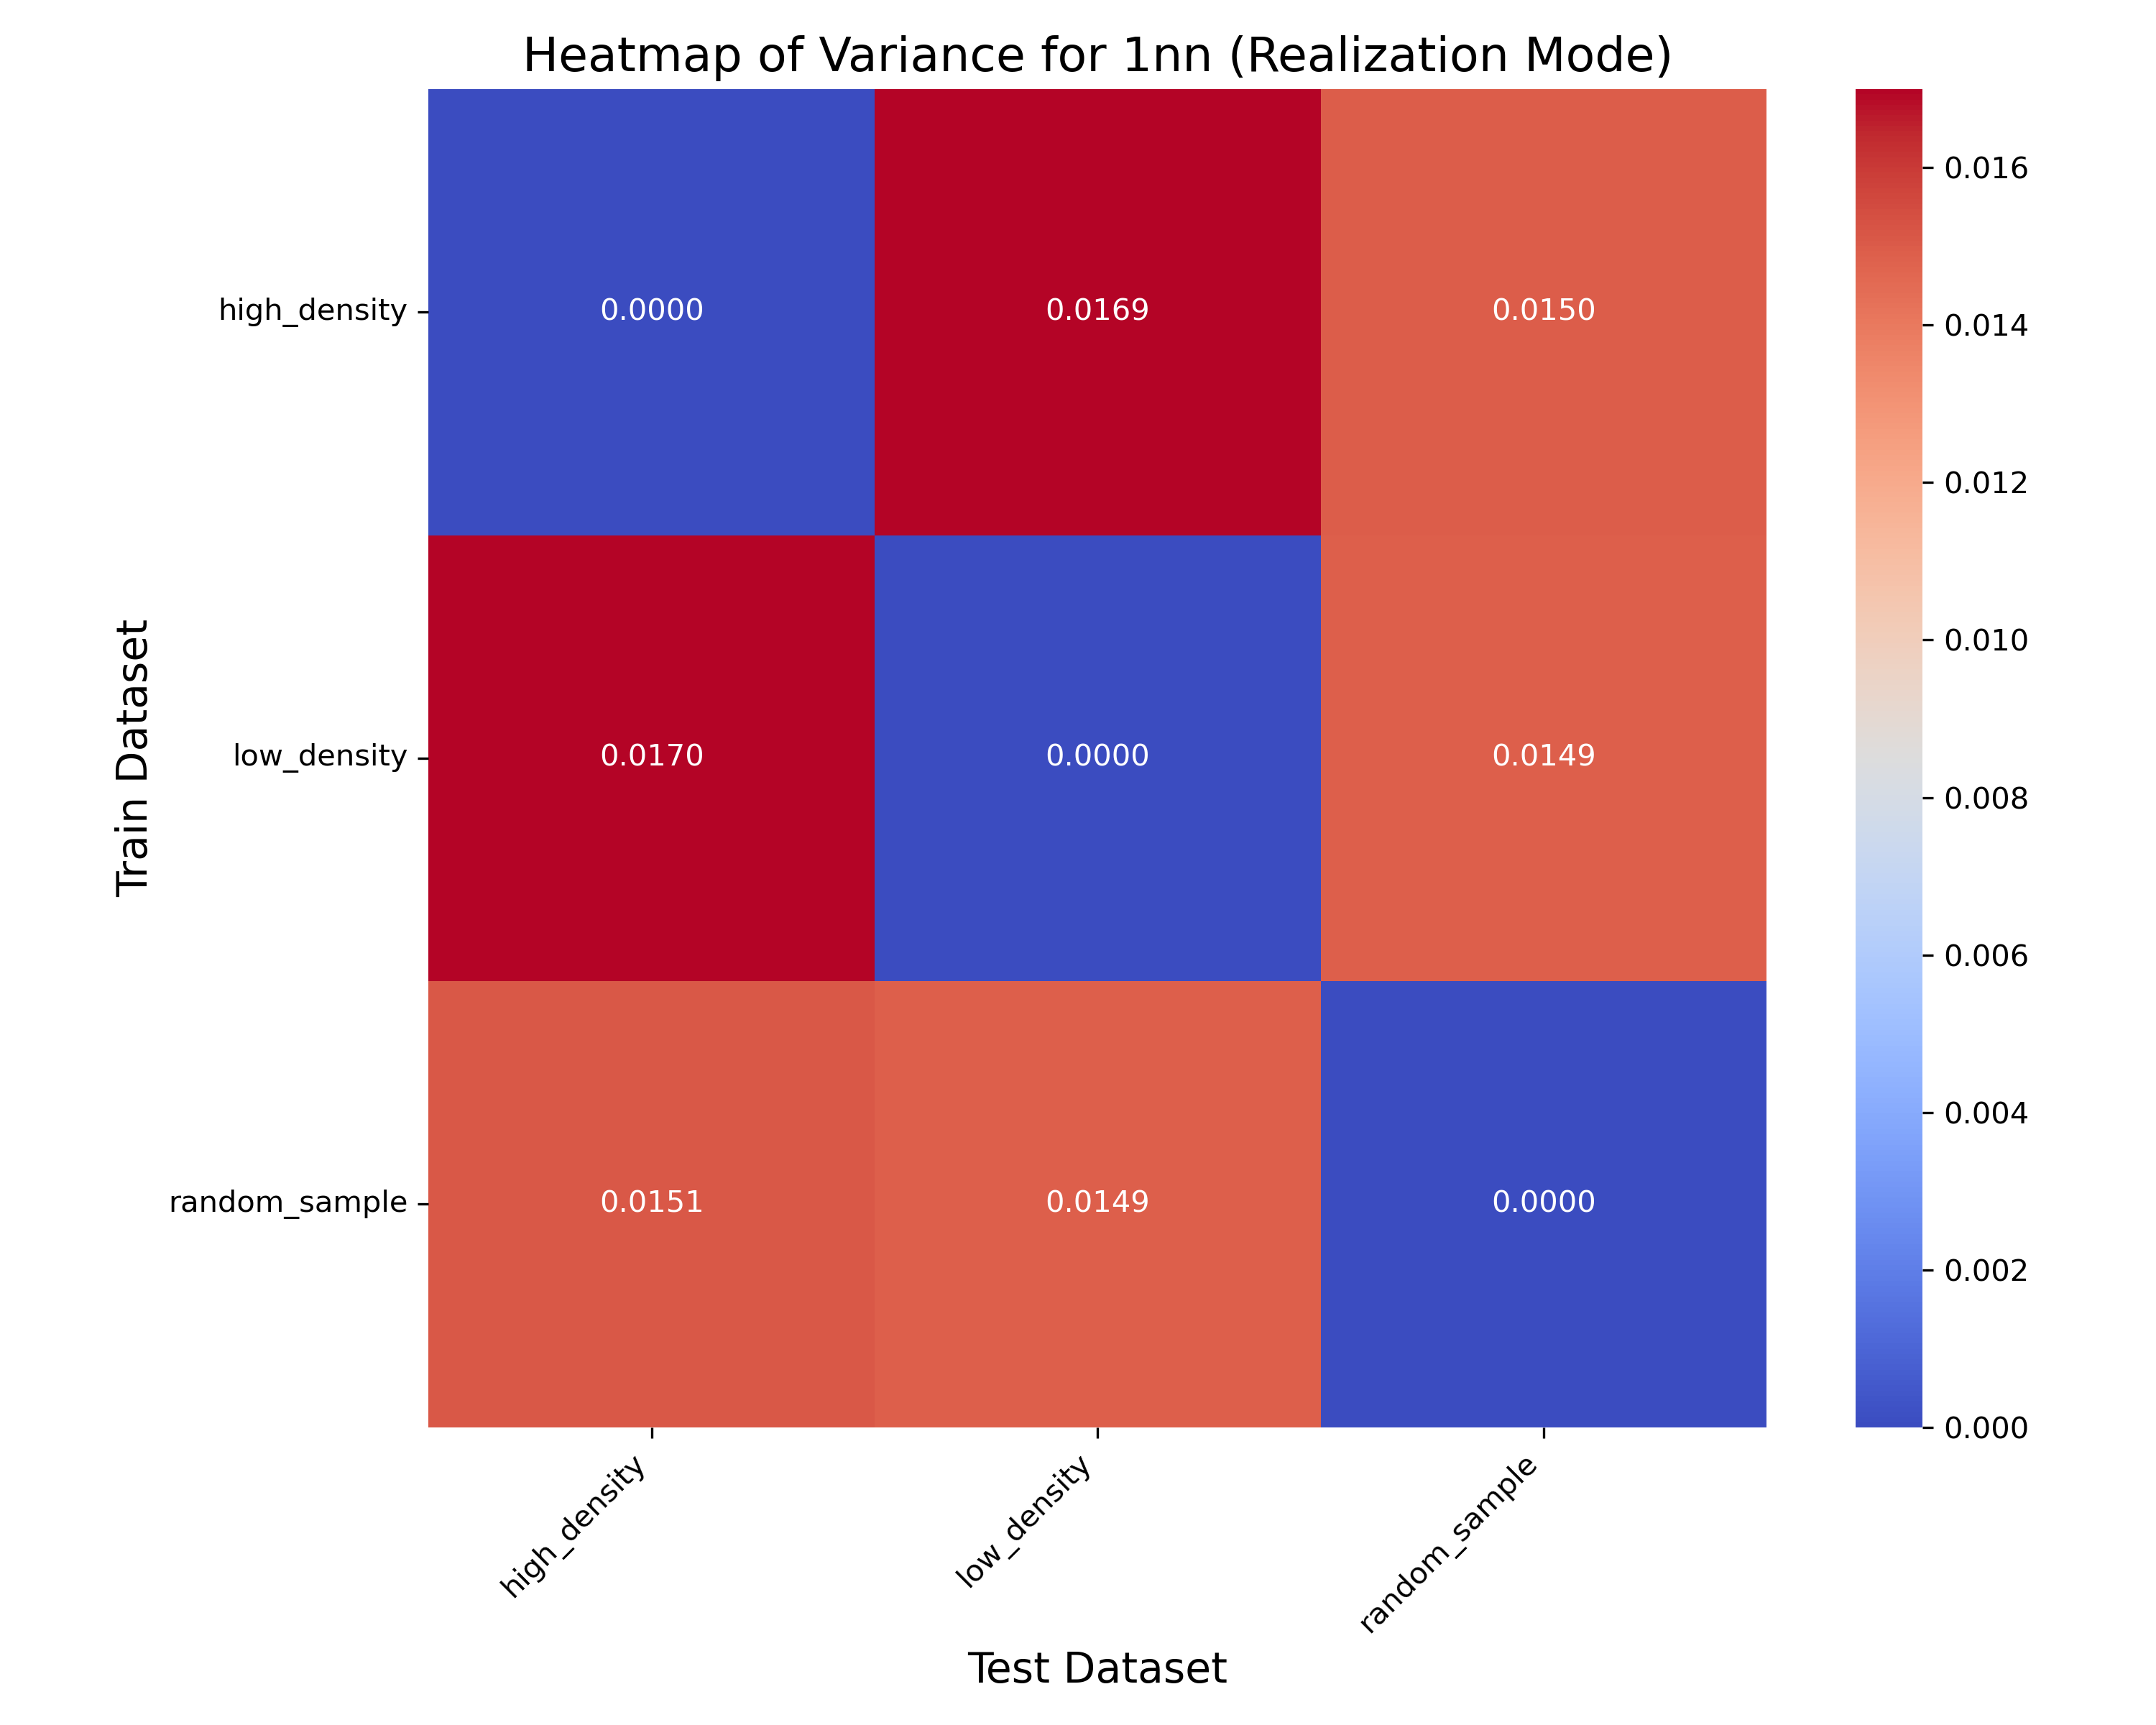 Heatmap of Variance for 1nn (Realization Mode)
Train Dataset
high_density
0.0000 0.0169 0.0150
low_density
0.0170 0.0000 0.0149
random_sample
0.0151 0.0149 0.0000
high_density
low_density
random_sample
Test Dataset
0.016
0.014
0.012
0.010
0.008
0.006
0.004
0.002
0.000